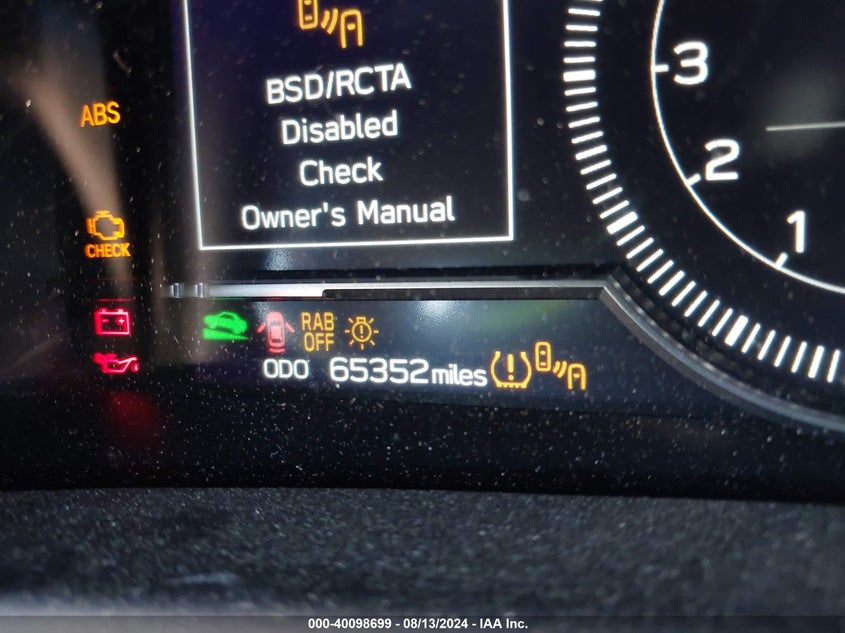 BSD/RCTA
Disabled
Check
Owner's Manual
ABS
CHECK
3
2
1
RAB
OFF
ODO 65352 miles
000-40098699 - 08/13/2024 - IAA Inc.